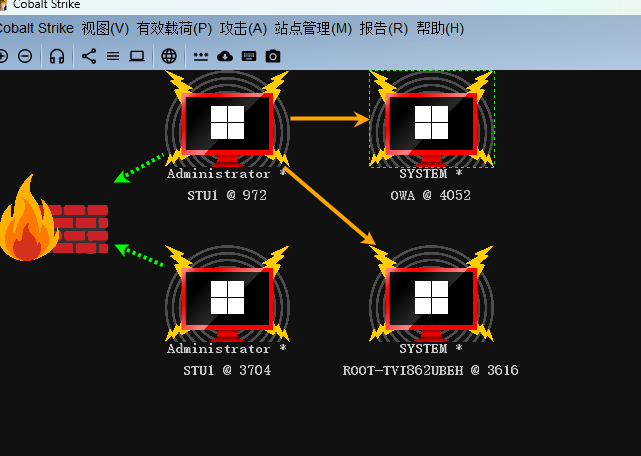 Cobalt Strike
Cobalt Strike 视图(V) 有效载荷(P) 攻击(A) 站点管理(M) 报告(R) 帮助(H)
Administrator *
STU1 @ 972
SYSTEM *
OWA @ 4052
Administrator *
STU1 @ 3704
SYSTEM *
ROOT-TVI862UBEH @ 3616